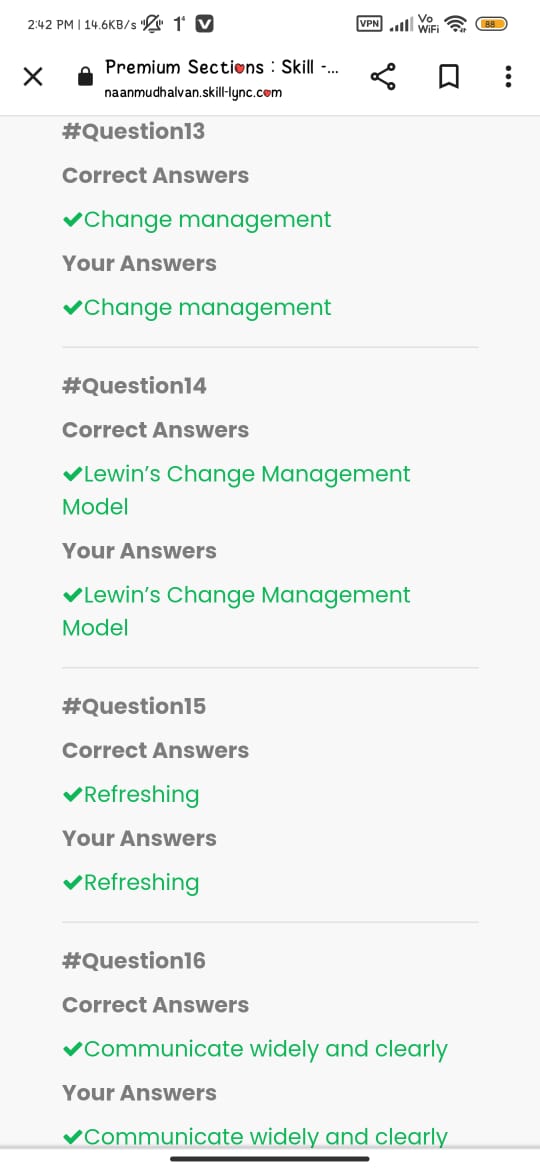 2:42 PM | 14.6KB/s
VPN
Vo
WiFi
88
Premium Sections : Skill -...
naanmudhalvan.skill-lync.com
#Question13
Correct Answers
✔Change management
Your Answers
✔Change management
#Question14
Correct Answers
✔Lewin’s Change Management
Model
Your Answers
✔Lewin’s Change Management
Model
#Question15
Correct Answers
✔Refreshing
Your Answers
✔Refreshing
#Question16
Correct Answers
✔Communicate widely and clearly
Your Answers
✔Communicate widely and clearly